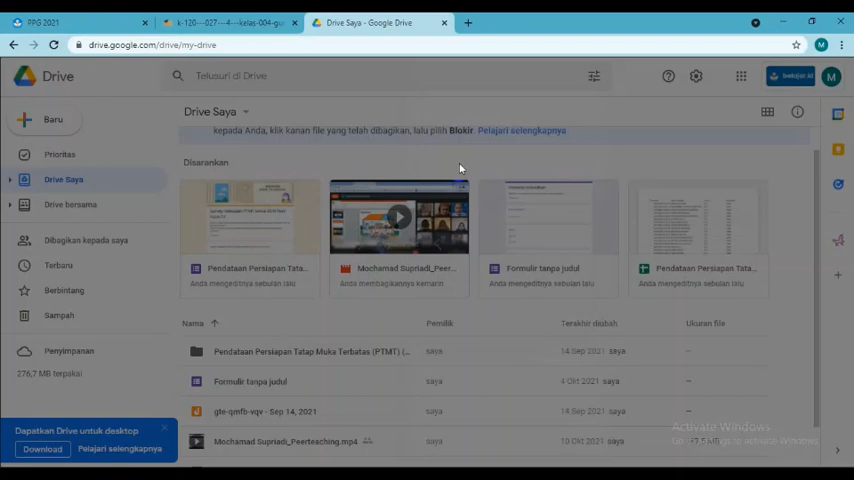 PPG 2021
k-120---027---4---kelas-004-gu
Drive Saya - Google Drive
drive.google.com/drive/my-drive
M
Drive
Telusuri di Drive
belajar.id
M
Baru
Drive Saya
kepada Anda, klik kanan file yang telah dibagikan, lalu pilih Blokir. Pelajari selengkapnya
Prioritas
Disarankan
Drive Saya
Drive bersama
Dibagikan kepada saya
Pendataan Persiapan Tata...
Mochamad Supriadi_Peer...
Formulir tanpa judul
Pendataan Persiapan Tata...
Terbaru
Anda mengeditnya sebulan lalu
Anda membagikannya kemarin
Anda mengeditnya sebulan lalu
Anda mengeditnya sebulan lalu
Berbintang
Sampah
Nama
Pemilik
Terakhir diubah
Ukuran file
Penyimpanan
Pendataan Persiapan Tatap Muka Terbatas (PTMT) (...
saya
14 Sep 2021 saya
--
276,7 MB terpakai
Formulir tanpa judul
saya
4 Okt 2021 saya
--
gte-qmfb-vqv - Sep 14, 2021
saya
14 Sep 2021 saya
--
Dapatkan Drive untuk desktop
Activate Windows
Download
Pelajari selengkapnya
Mochamad Supriadi_Peerteaching.mp4
saya
saya
to activate Windows.